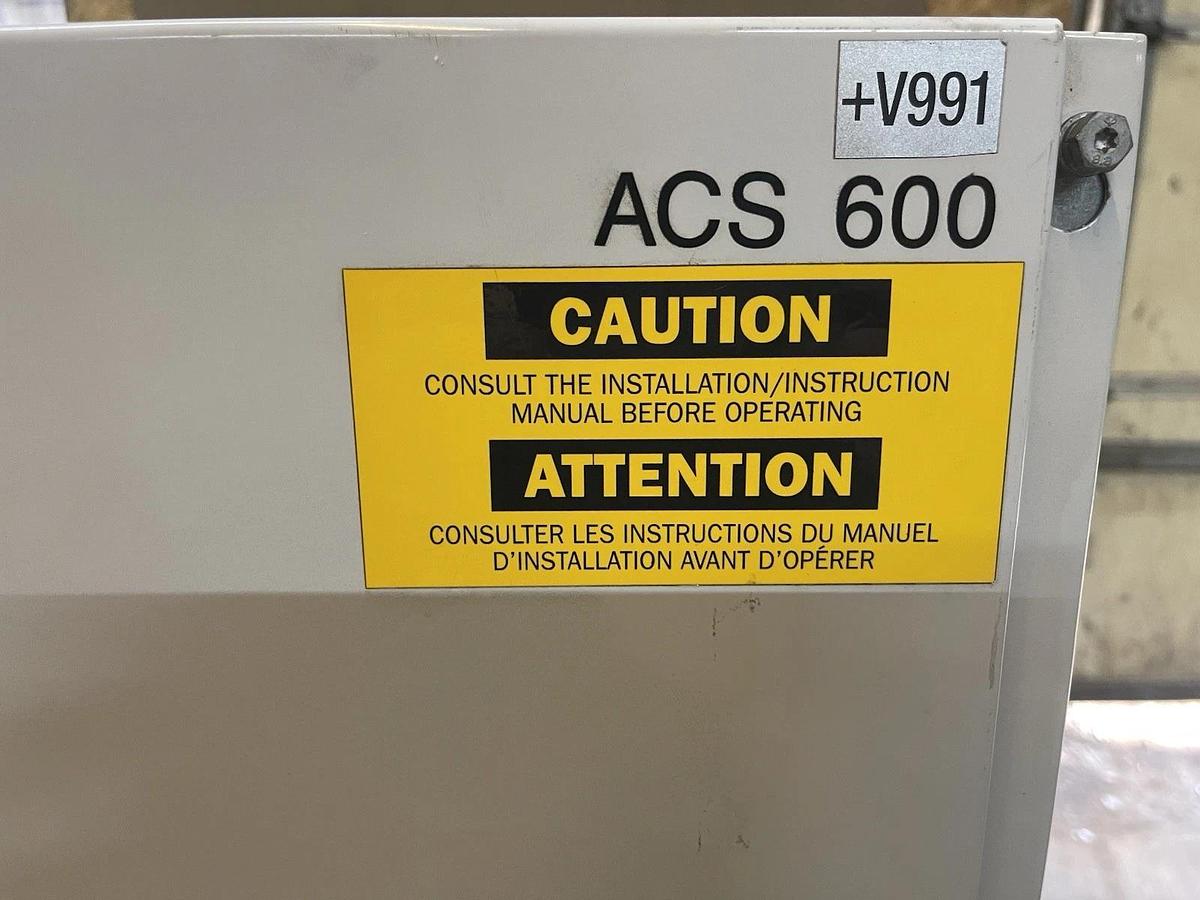 +V991
ACS 600
CAUTION
CONSULT THE INSTALLATION/INSTRUCTION
MANUAL BEFORE OPERATING
ATTENTION
CONSULTER LES INSTRUCTIONS DU MANUEL
D'INSTALLATION AVANT D'OPÉRER